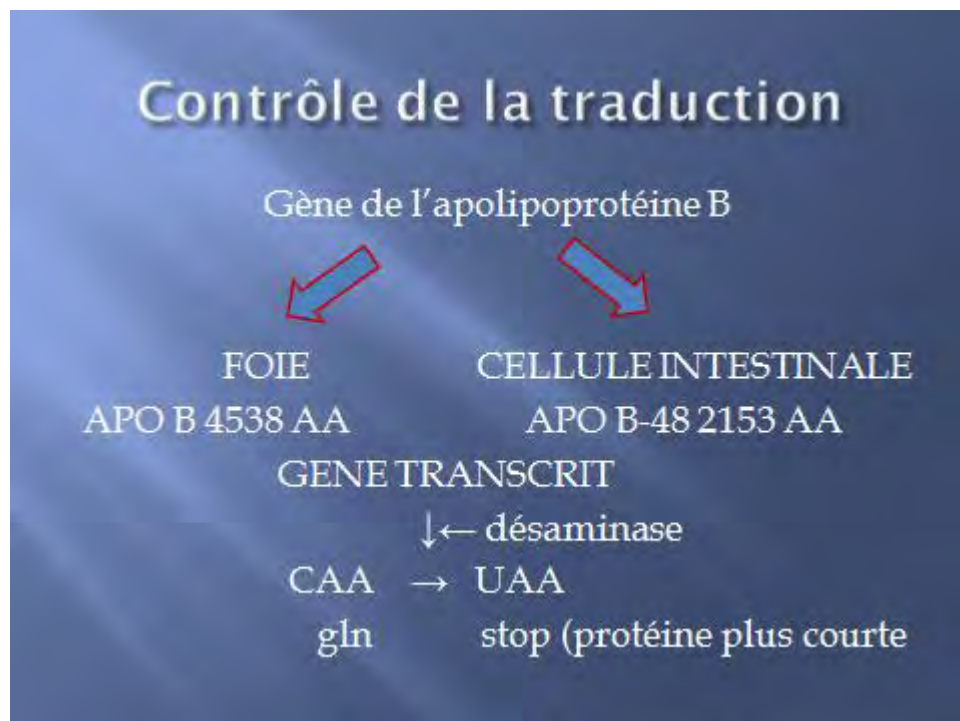 Contrôle de la traduction
Gène de l'apolipoprotéine B
FOIE CELLULE INTESTINALE
APO B 4538 AA APO B-48 2153 AA
GENE TRANSCRIT
↓← désaminase
CAA → UAA
gln stop (protéine plus courte